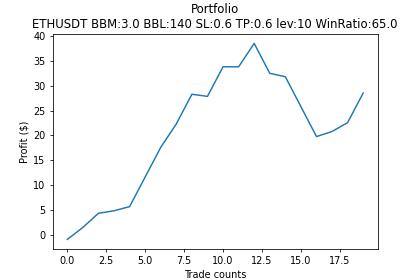 Portfolio
ETHUSDT BBM:3.0 BBL:140 SL:0.6 TP:0.6 lev:10 WinRatio:65.0
40
35
30
25
20
15
10
5
0
Profit ($)
0.0 2.5 5.0 7.5 10.0 12.5 15.0 17.5
Trade counts